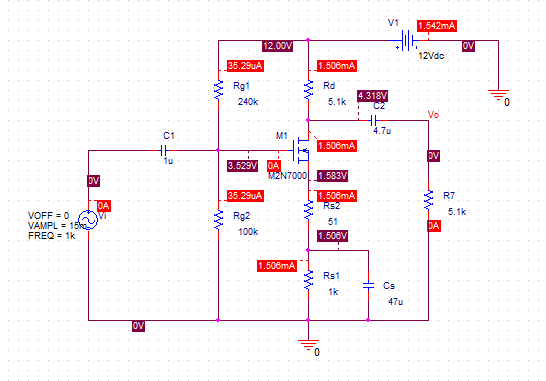 V1
1.542mA
12.00V
0V
12Vdc
35.29uA
1.506mA
Rg1
240k
Rd
5.1k
4.318V
0
C2
4.7u
Vo
C1
1u
M1
1.506mA
0V
3.529V
0A
M2N7000
1.583V
0V
35.29uA
1.506mA
R7
5.1k
0A
VOFF = 0
VAMPL = 15m
FREQ = 1k
Vi
0A
Rg2
100k
Rs2
51
1.506V
1.506mA
Rs1
1k
Cs
47u
0V
0